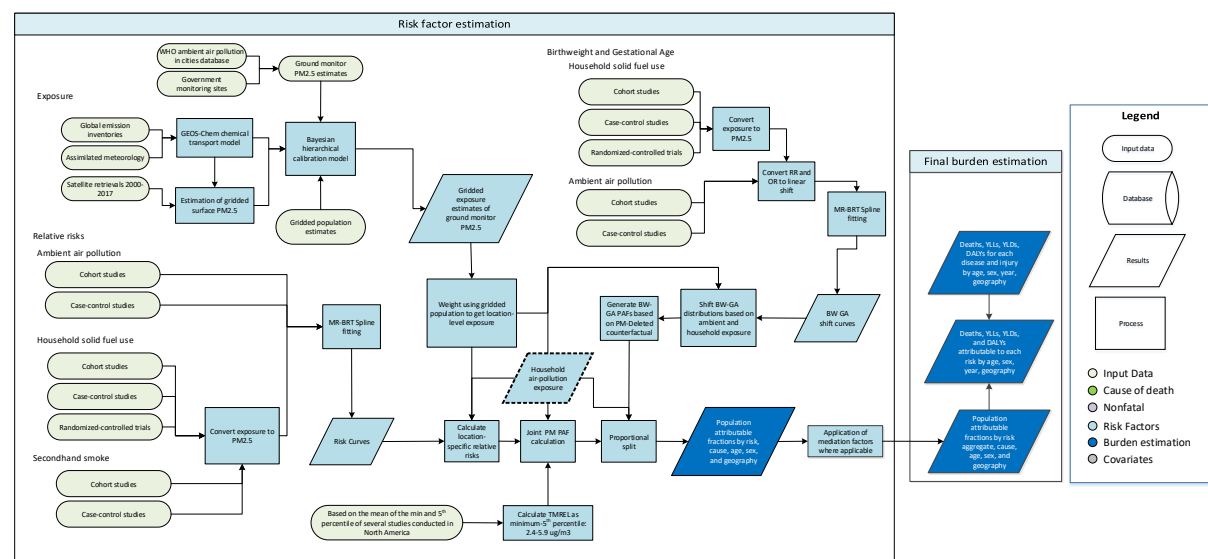 Risk factor estimation
WHO ambient air pollution
in cities database
Government
monitoring sites
Ground monitor
PM2.5 estimates
Exposure
Global emission
inventories
Assimilated meteorology
Satellite retrievals 2000-
2017
GEOS-Chem chemical
transport model
Estimation of gridded
surface PM2.5
Bayesian
hierarchical
calibration model
Gridded population
estimates
Gridded
exposure
estimates of
ground monitor
PM2.5
Relative risks
Ambient air pollution
Cohort studies
Case-control studies
MR-BRT Spline
fitting
Household solid fuel use
Cohort studies
Case-control studies
Randomized-controlled trials
Convert exposure to
PM2.5
Secondhand smoke
Cohort studies
Case-control studies
Risk Curves
Weight using gridded
population to get location-
level exposure
Birthweight and Gestational Age
Household solid fuel use
Cohort studies
Case-control studies
Randomized-controlled trials
Convert
exposure to
PM2.5
Ambient air pollution
Cohort studies
Case-control studies
Convert RR and
OR to linear
shift
MR-BRT Spline
fitting
BW GA
shift curves
Shift BW-GA
distributions based on
ambient and
household exposure
Generate BW-
GA PAFs based
on PM-Deleted
counterfactual
Household
air-pollution
exposure
Calculate
location-
specific relative
risks
Joint PM PAF
calculation
Proportional
split
Based on the mean of the min and 5th
percentile of several studies conducted in
North America
Calculate TMREL as
minimum-5th percentile:
2.4-5.9 ug/m3
Population
attributable
fractions by risk,
cause, age, sex,
and geography
Application of
mediation factors
where applicable
Final burden estimation
Deaths, YLLs, YLDs,
DALYs for each
disease and injury
by age, sex, year,
geography
Deaths, YLLs, YLDs,
and DALYs
attributable to each
risk by age, sex,
year, geography
Population
attributable
fractions by risk
aggregate, cause,
age, sex, and
geography
Legend
Input data
Database
Results
Process
Input Data
Cause of death
Nonfatal
Risk Factors
Burden estimation
Covariates